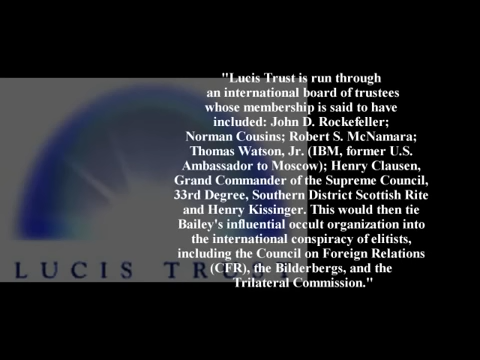 "Lucis Trust is run through
an international board of trustees
whose membership is said to have
included: John D. Rockefeller;
Norman Cousins; Robert S. McNamara;
Thomas Watson, Jr. (IBM, former U.S.
Ambassador to Moscow); Henry Clausen,
Grand Commander of the Supreme Council,
33rd Degree, Southern District Scottish Rite
and Henry Kissinger. This would then tie
Bailey's influential occult organization into
the international conspiracy of elitists,
including the Council on Foreign Relations
(CFR), the Bilderbergs, and the
Trilateral Commission."
LUCIS TRUST